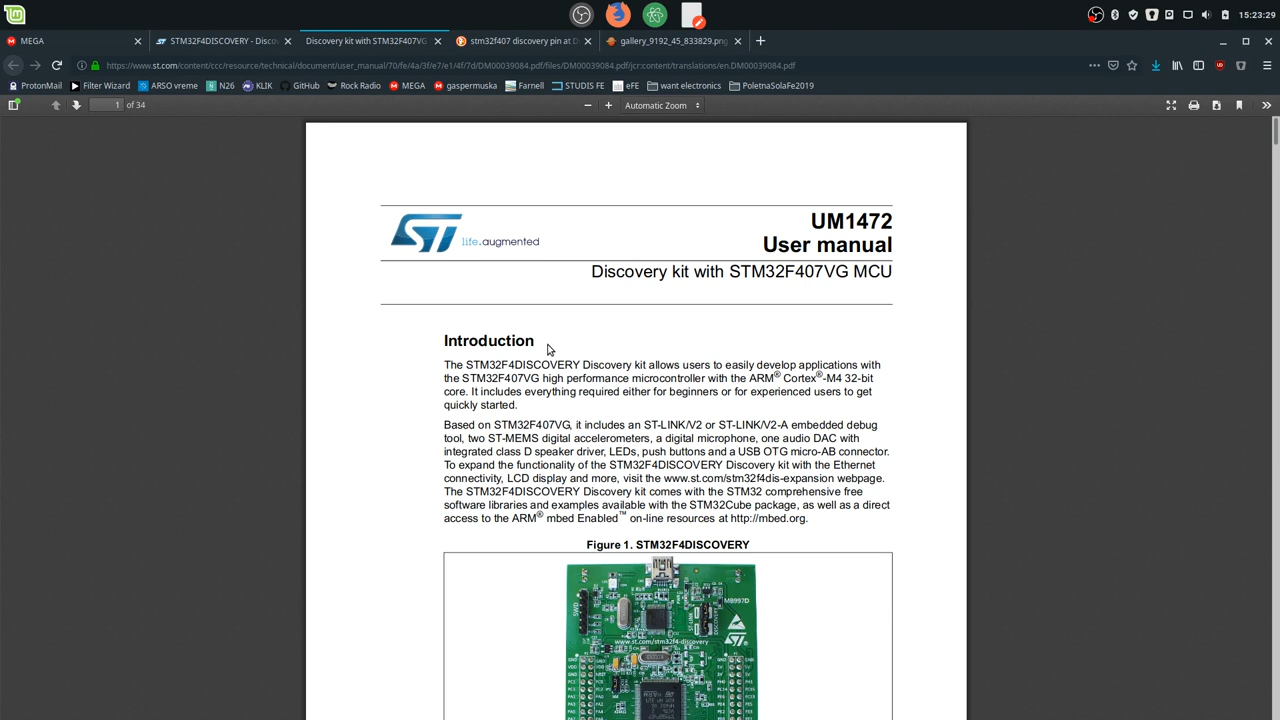 15:23:29
MEGA
STM32F4DISCOVERY - Disco
Discovery kit with STM32F407VG
stm32f407 discovery pin at D
gallery_9192_45_833829.png
https://www.st.com/content/ccc/resource/technical/document/user_manual/70/fe/4a/3f/e7/e1/4f/7d/DM00039084.pdf/files/DM00039084.pdf/jcr:content/translations/en.DM00039084.pdf
ProtonMail Filter Wizard ARSO vreme N26 KLIK GitHub Rock Radio MEGA gaspermuska Farnell STUDIS FE eFE want electronics PoletnaSolaFe2019
1 of 34 Automatic Zoom
ST life.augmented
UM1472
User manual
Discovery kit with STM32F407VG MCU
Introduction
The STM32F4DISCOVERY Discovery kit allows users to easily develop applications with
the STM32F407VG high performance microcontroller with the ARM® Cortex®-M4 32-bit
core. It includes everything required either for beginners or for experienced users to get
quickly started.
Based on STM32F407VG, it includes an ST-LINK/V2 or ST-LINK/V2-A embedded debug
tool, two ST-MEMS digital accelerometers, a digital microphone, one audio DAC with
integrated class D speaker driver, LEDs, push buttons and a USB OTG micro-AB connector.
To expand the functionality of the STM32F4DISCOVERY Discovery kit with the Ethernet
connectivity, LCD display and more, visit the www.st.com/stm32f4dis-expansion webpage.
The STM32F4DISCOVERY Discovery kit comes with the STM32 comprehensive free
software libraries and examples available with the STM32Cube package, as well as a direct
access to the ARM® mbed Enabled™ on-line resources at http://mbed.org.
Figure 1. STM32F4DISCOVERY
SWD
ST-LINK
DISCOVERY
MB997D
www.st.com/stm32f4-discovery